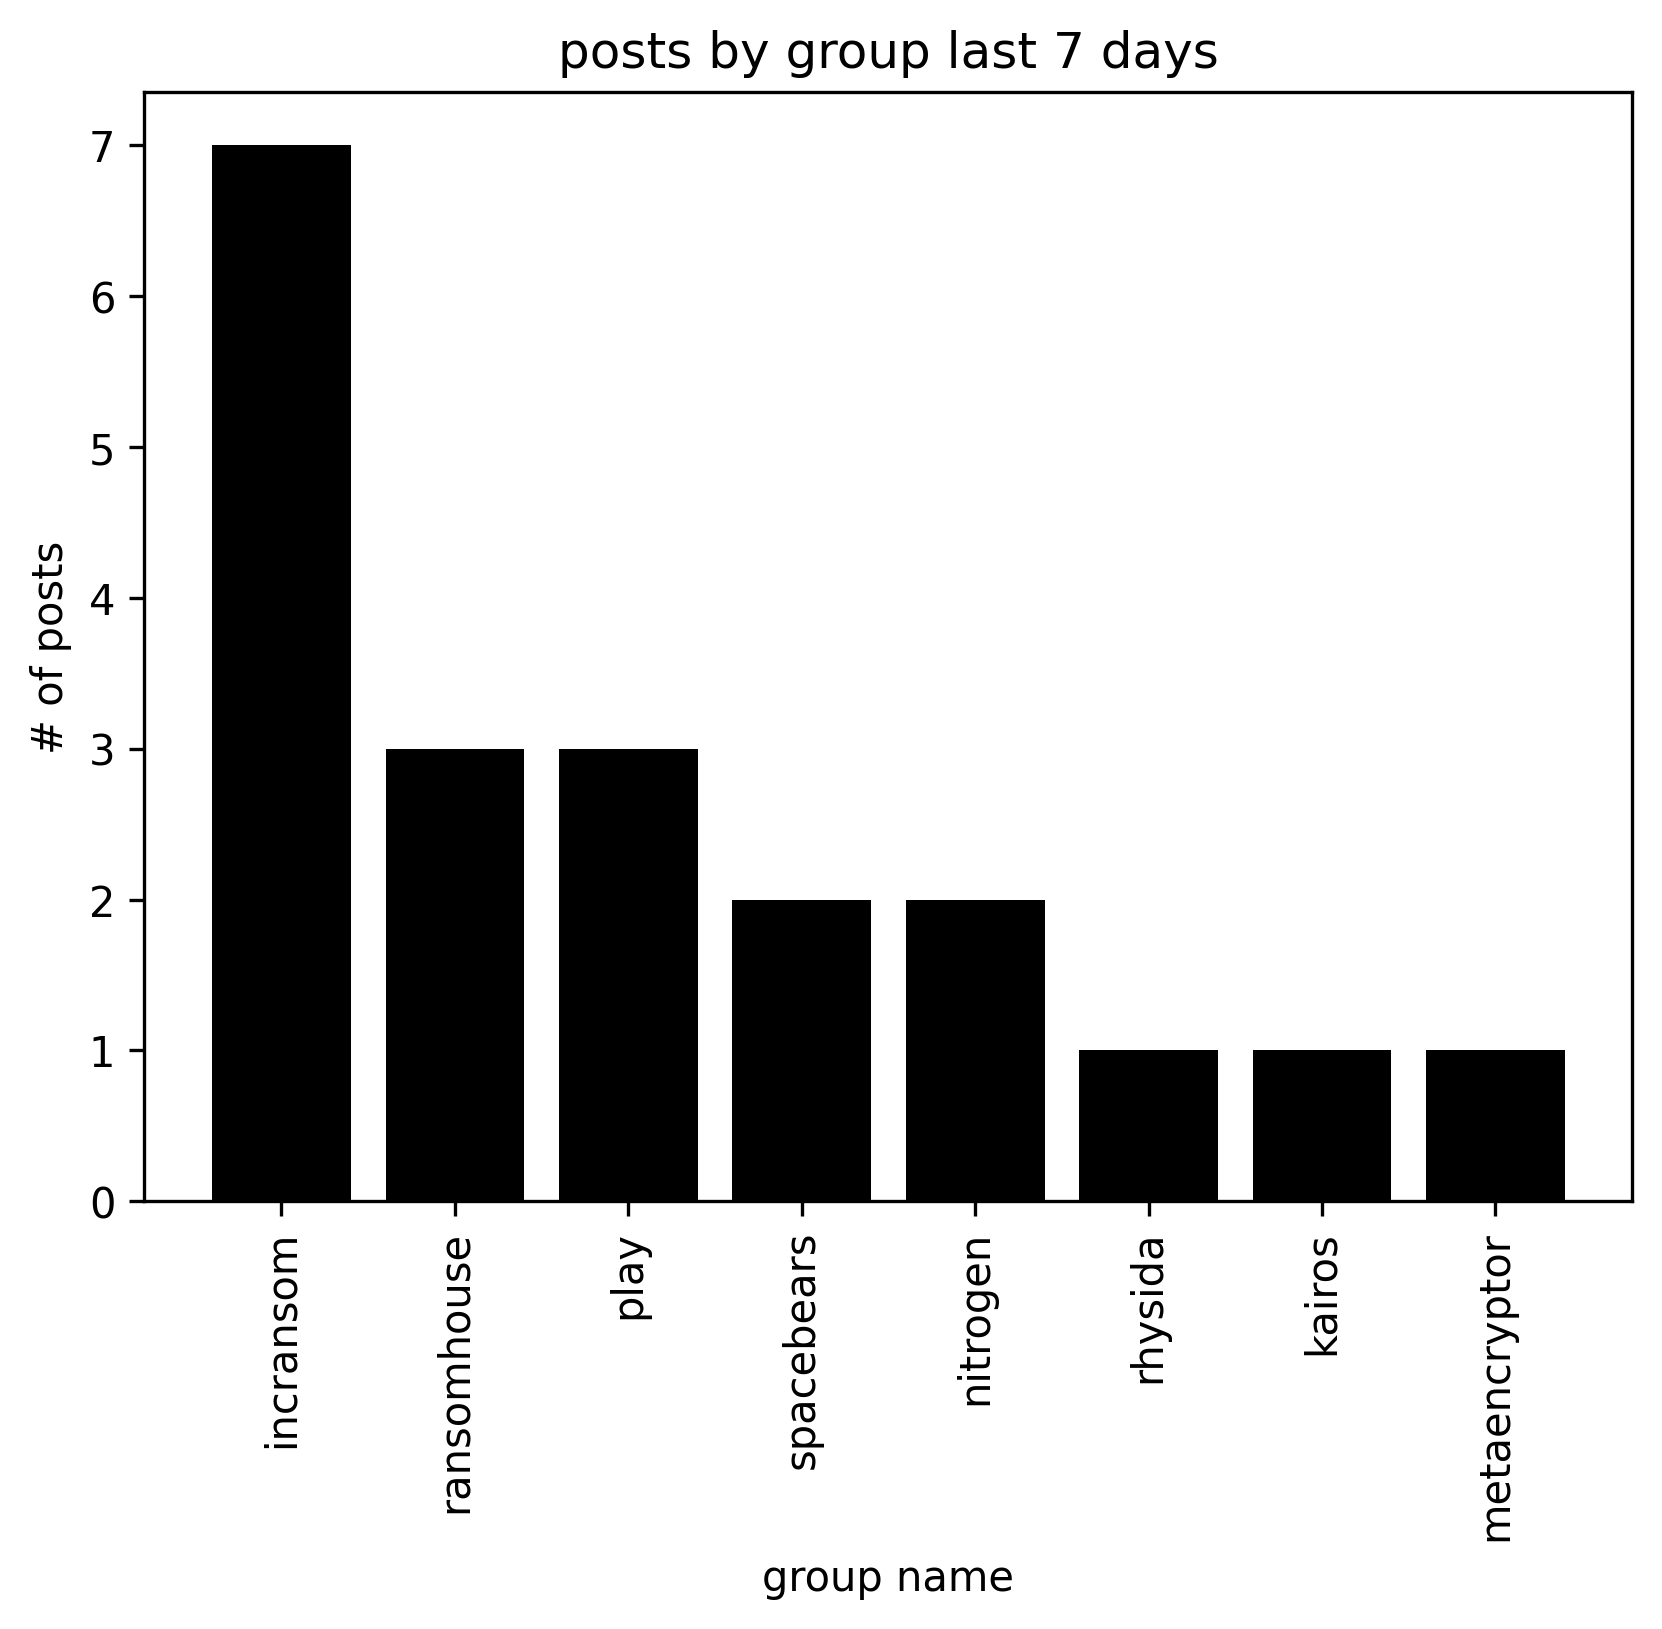 posts by group last 7 days
# of posts
7
6
5
4
3
2
1
0
incransom
ransomhouse
play
spacebears
nitrogen
rhysida
kairos
metaencryptor
group name